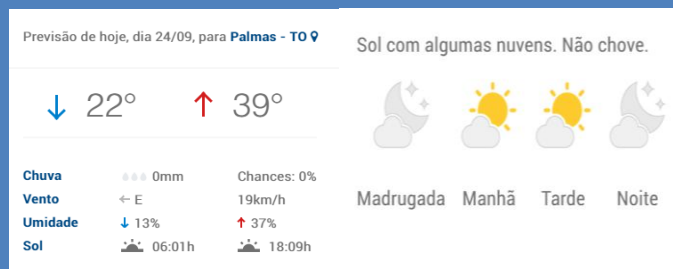 Previsão de hoje, dia 24/09, para Palmas - TO
22° 39°
Chuva 0mm Chances: 0%
Vento E 19km/h
Umidade 13% 37%
Sol 06:01h 18:09h
Sol com algumas nuvens. Não chove.
Madrugada Manhã Tarde Noite